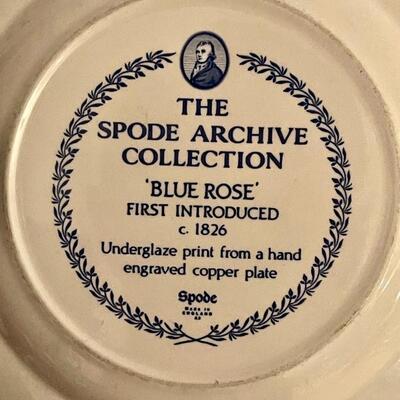 THE
SPODE ARCHIVE
COLLECTION
'BLUE ROSE'
FIRST INTRODUCED
c. 1826
Underglaze print from a hand
engraved copper plate
Spode
MADE IN
ENGLAND